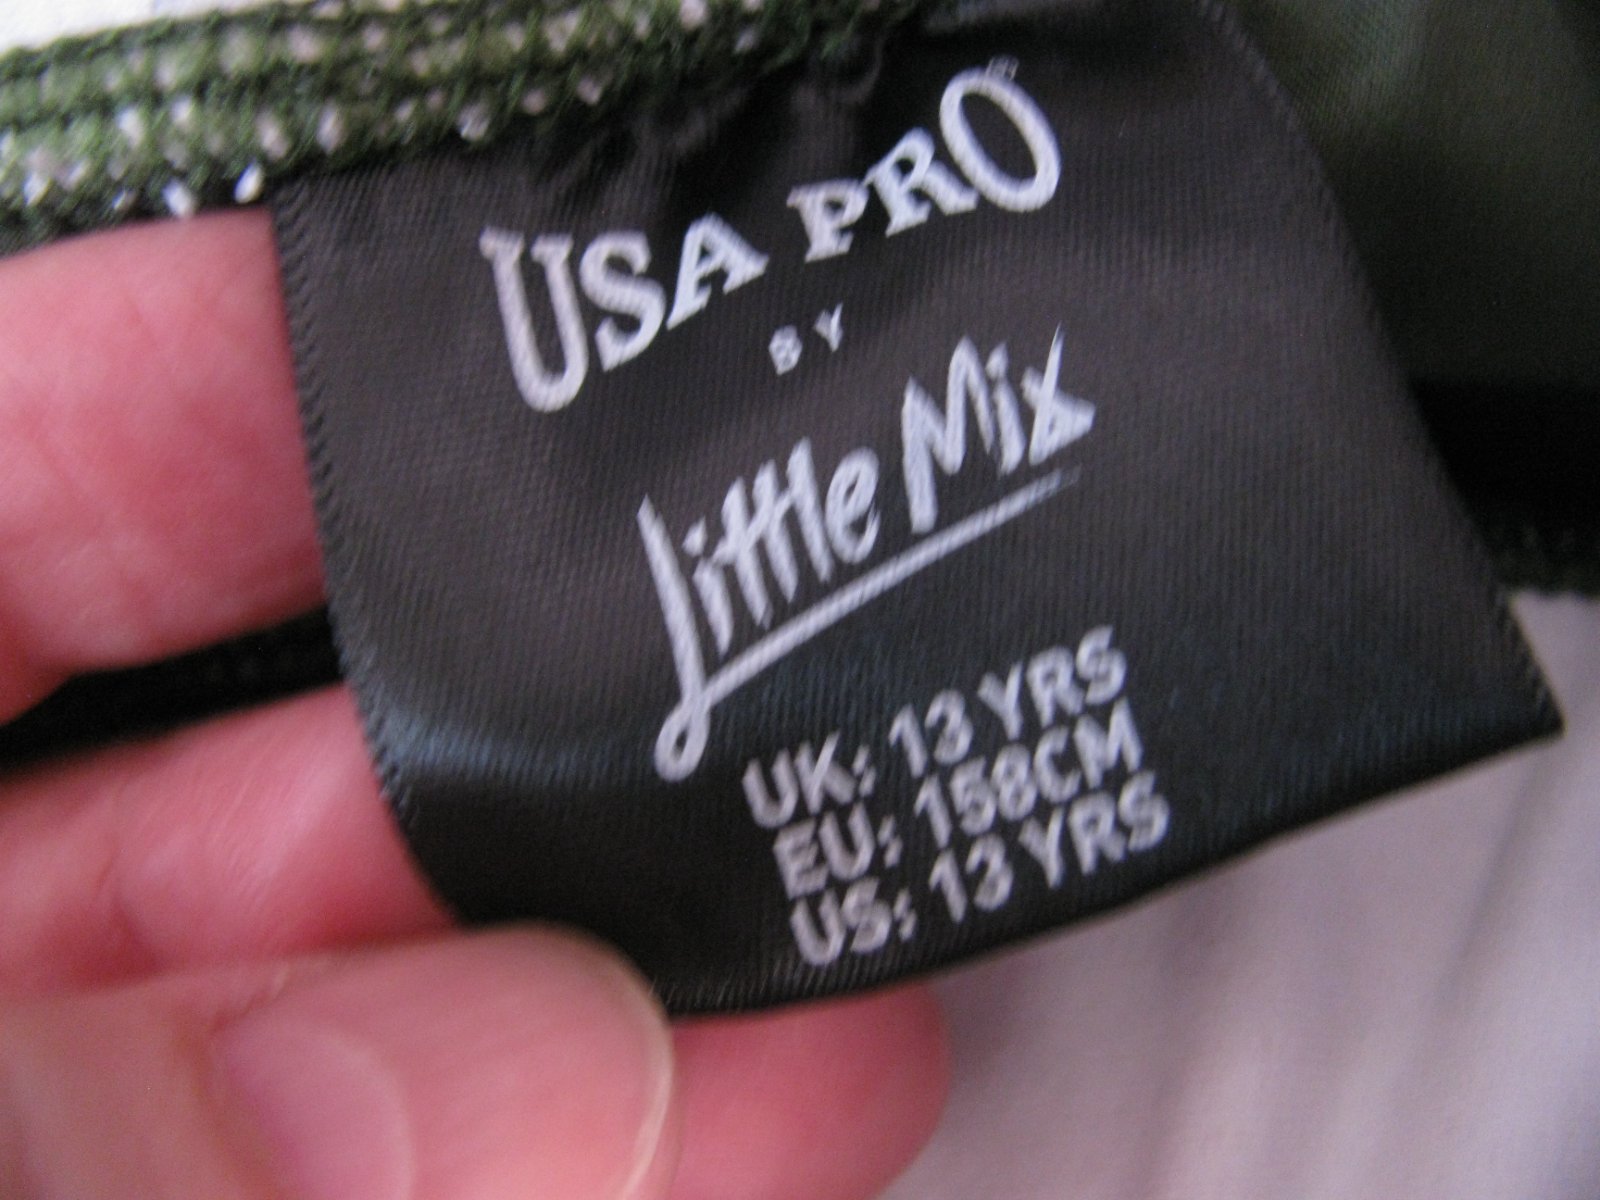 USA PRO
BY
Little Mix
UK: 13 YRS
EU: 158CM
US: 13 YRS